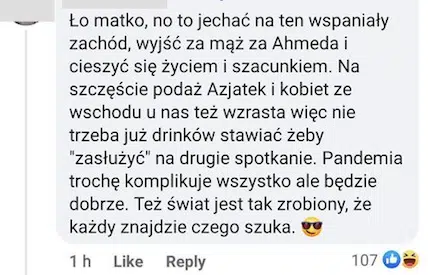 Ło matko, no to jechać na ten wspaniały
zachód, wyjść za mąż za Ahmeda i
cieszyć się życiem i szacunkiem. Na
szczęście podaż Azjatek i kobiet ze
wschodu u nas też wzrasta więc nie
trzeba już drinków stawiać żeby
"zasłużyć" na drugie spotkanie. Pandemia
trochę komplikuje wszystko ale będzie
dobrze. Też świat jest tak zrobiony, że
każdy znajdzie czego szuka. 😎
1 h Like Reply 107